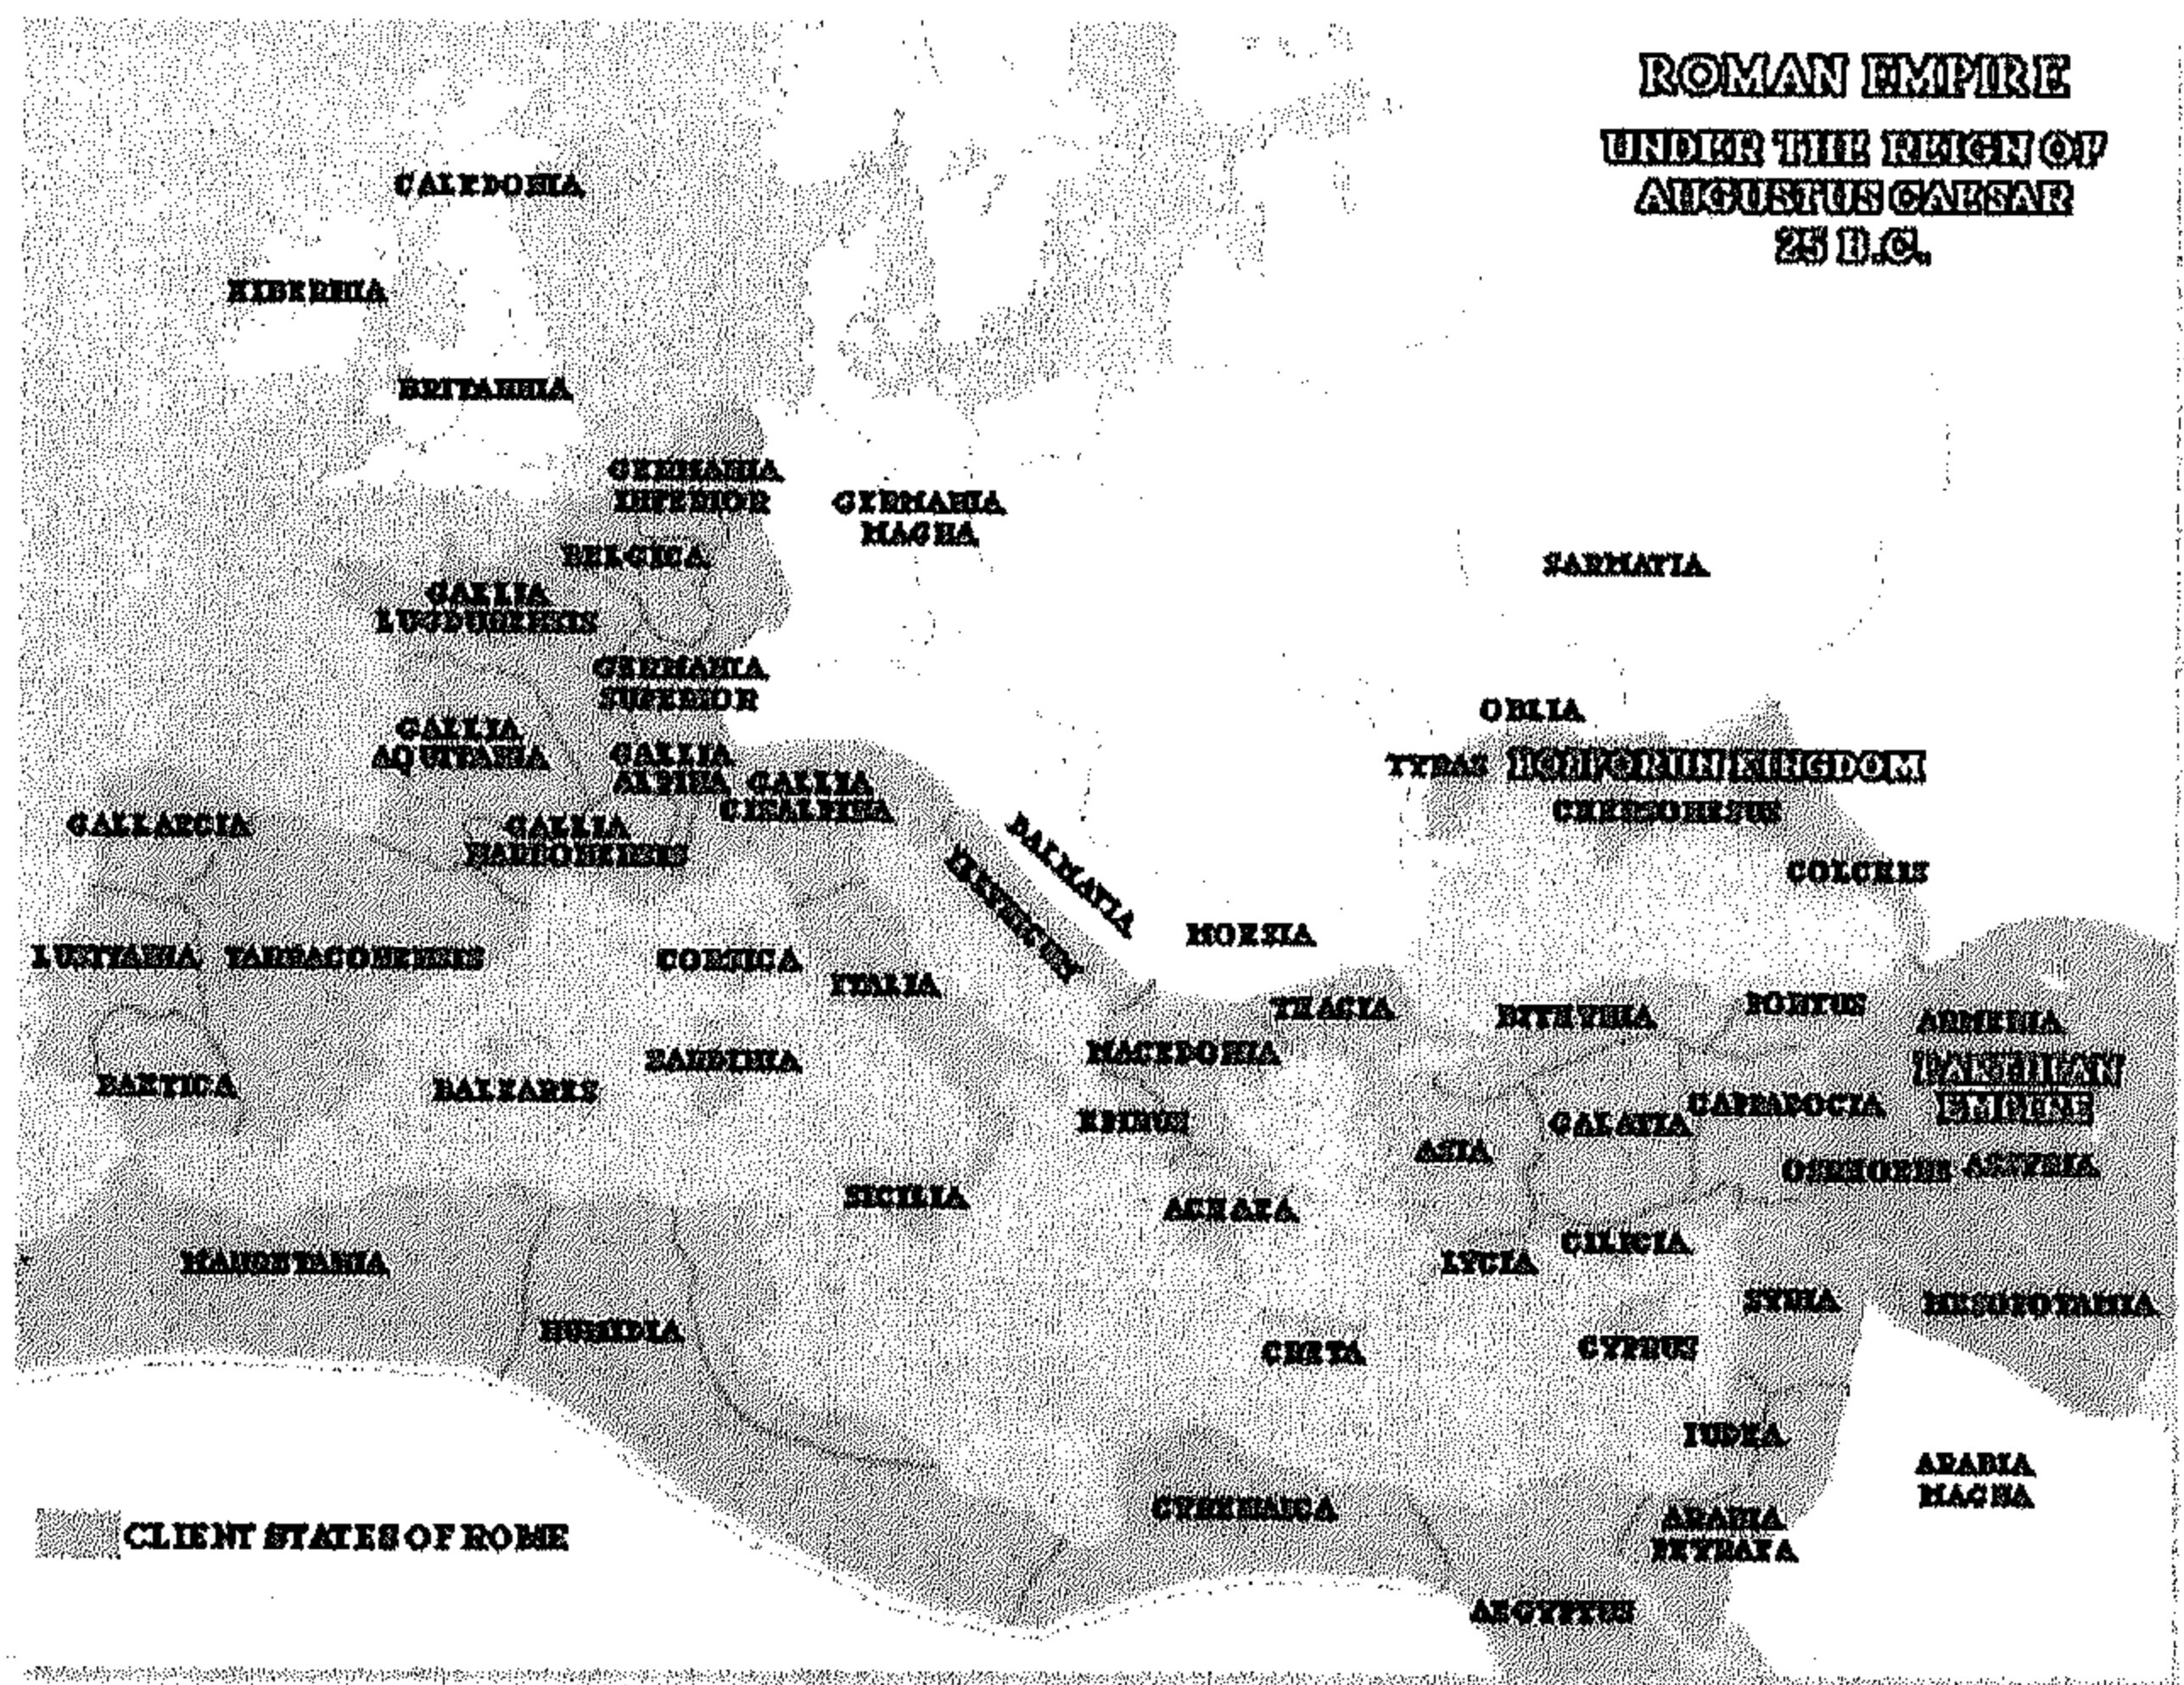 ROMAN EMPIRE
UNDER THE REIGN OF
AUGUSTUS CAESAR
25 B.C.
CALEDONIA
HIBERNIA
BRITANNIA
GERMANIA
INFERIOR
GERMANIA
MAGNA
BELGICA
SARMATIA
GALLIA
LUGDUNENSIS
GERMANIA
SUPERIOR
OBLIA
GALLIA
AQUITANIA
GALLIA
ALPINA
GALLIA
CISALPINA
TYRAS
KINGDOM
CHERSONESUS
GALLAECIA
GALLIA
NARBONENSIS
DALMATIA
ILLYRICUM
COLCHIS
MOESIA
LUSITANIA
TARRACONENSIS
CORTICA
ITALIA
THACIA
BITHYNIA
PONTUS
ARMENIA
PARTHIAN
EMPIRE
MACEDONIA
SARDINIA
BAETICA
BALEARES
EPIRUS
GALATIA
CAPPADOCIA
ASIA
OSRHOENE
ASSYRIA
SICILIA
ACHAIA
CILICIA
LYCIA
MAURETANIA
SYRIA
MESOPOTAMIA
NUMIDIA
CRETA
CYPRUS
IUDEA
ARABIA
MAGNA
CYRENAICA
ARABIA
PETRAEA
CLIENT STATES OF ROME
AEGYPTUS